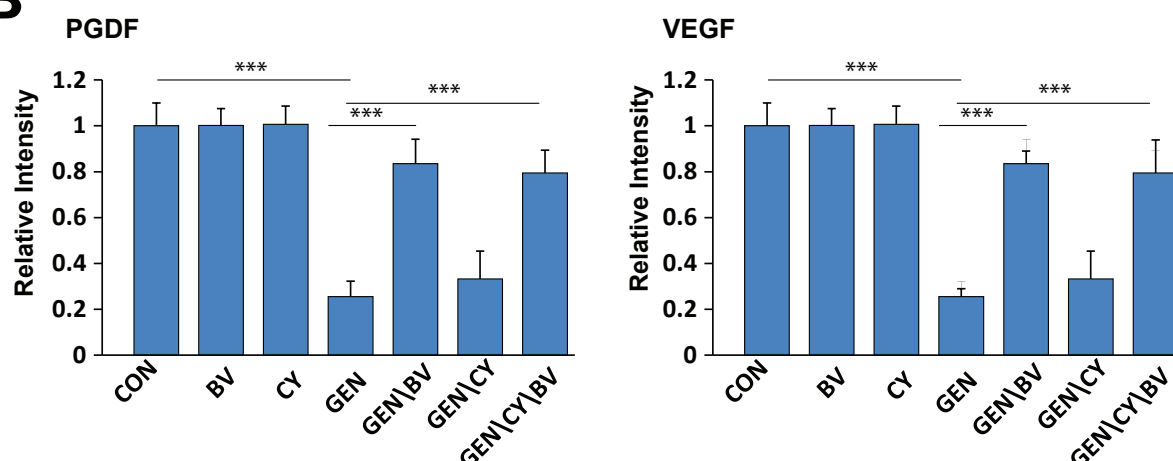 B
PGDF
Relative Intensity
1.2
1
0.8
0.6
0.4
0.2
0
***
***
***
CON
BV
CY
GEN
GEN\BV
GEN\CY
GEN\CY\BV
VEGF
Relative Intensity
1.2
1
0.8
0.6
0.4
0.2
0
***
***
***
CON
BV
CY
GEN
GEN\BV
GEN\CY
GEN\CY\BV